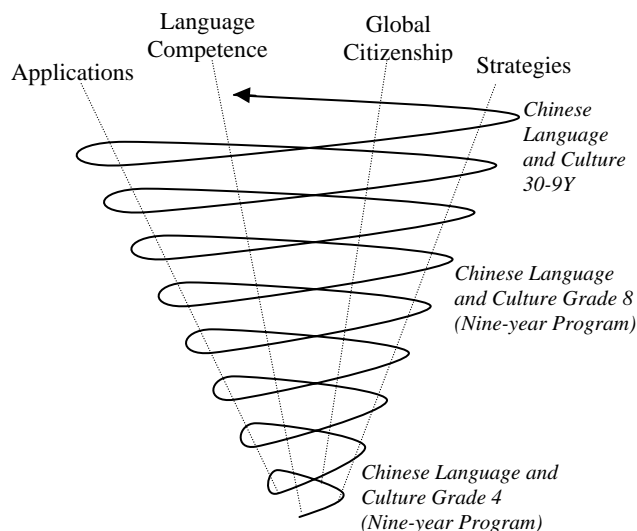 Applications
Language
Competence
Global
Citizenship
Strategies
Chinese
Language
and Culture
30-9Y
Chinese Language
and Culture Grade 8
(Nine-year Program)
Chinese Language and
Culture Grade 4
(Nine-year Program)